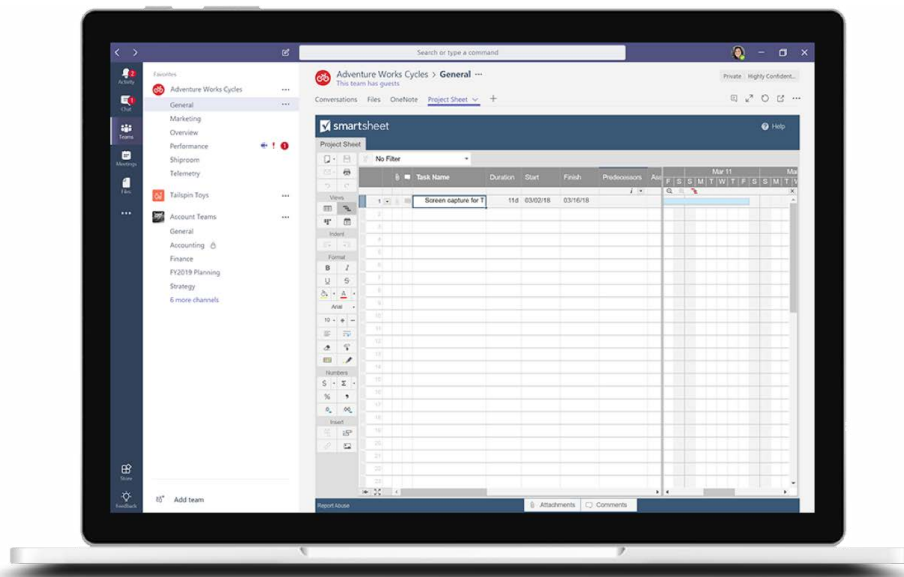 Search or type a command
Activity
Chat
Teams
Meetings
Files
Store
Feedback
Favorites
Adventure Works Cycles
General
Marketing
Overview
Performance
Shiproom
Telemetry
Tailspin Toys
Account Teams
General
Accounting
Finance
FY2019 Planning
Strategy
6 more channels
Add team
Adventure Works Cycles > General
This team has guests
Private Highly Confident...
Conversations Files OneNote Project Sheet
smartsheet
Help
Project Sheet
No Filter
Task Name Duration Start Finish Predecessors
Mar 11
F S S M T W T F S S M T
1 Screen capture for T 11d 03/02/18 03/16/18
Views
Indent
Format
B I
U S
A
Arial
10
Numbers
$ Σ
%
Insert
Report Abuse
Attachments Comments